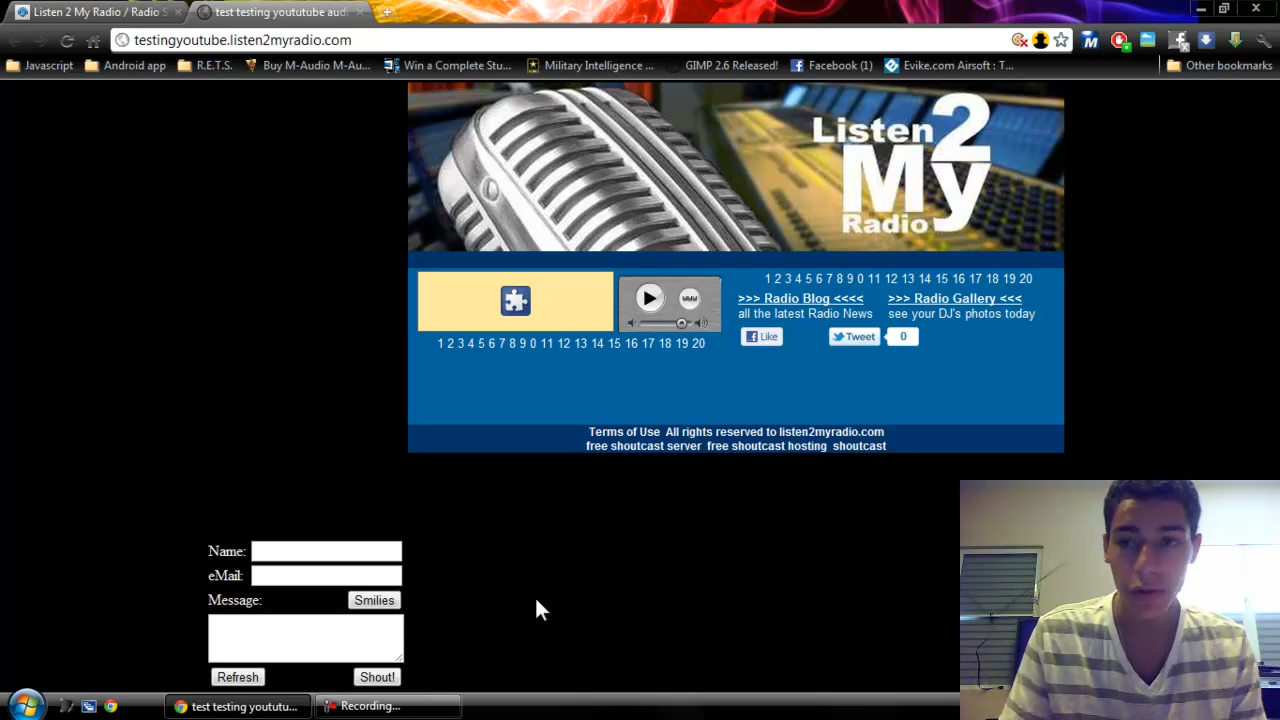 Listen 2 My Radio / Radio S
test testing yoututube audi
testingyoutube.listen2myradio.com
Javascript
Android app
R.E.T.S.
Buy M-Audio M-Au...
Win a Complete Stu...
Military Intelligence ...
GIMP 2.6 Released!
Facebook (1)
Evike.com Airsoft : T...
Other bookmarks
Listen 2
My
Radio
1 2 3 4 5 6 7 8 9 0 11 12 13 14 15 16 17 18 19 20
>>> Radio Blog <<<<
>>> Radio Gallery <<<
all the latest Radio News
see your DJ's photos today
Like
Tweet
0
1 2 3 4 5 6 7 8 9 0 11 12 13 14 15 16 17 18 19 20
Terms of Use All rights reserved to listen2myradio.com
free shoutcast server free shoutcast hosting shoutcast
Name:
eMail:
Message:
Smilies
Refresh
Shout!
test testing yoututu...
Recording...